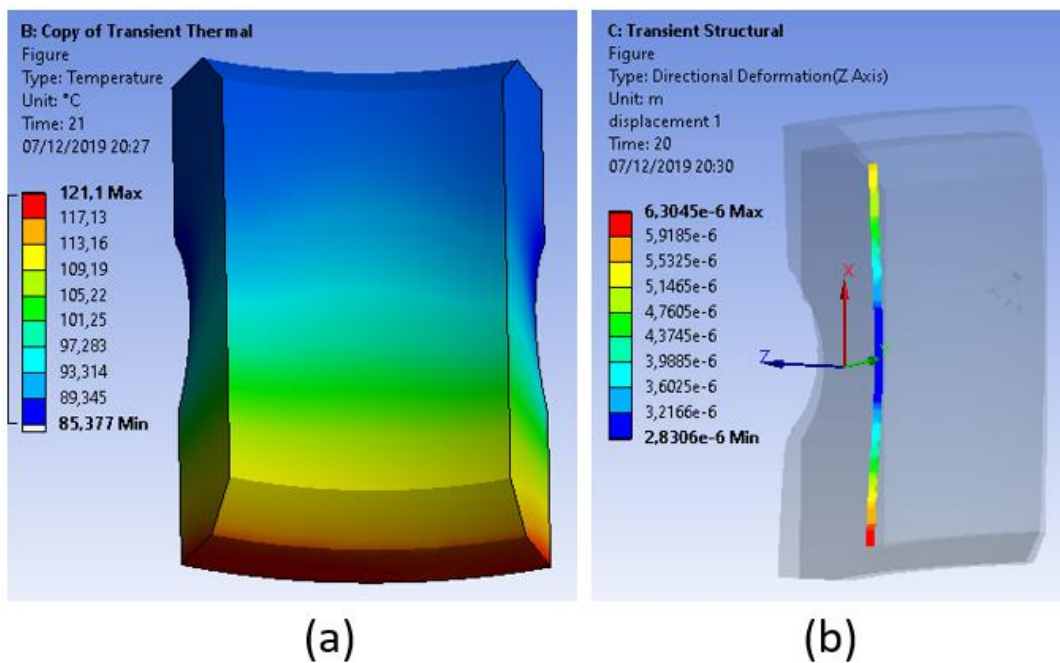 B: Copy of Transient Thermal
Figure
Type: Temperature
Unit: °C
Time: 21
07/12/2019 20:27
121,1 Max
117,13
113,16
109,19
105,22
101,25
97,283
93,314
89,345
85,377 Min
(a)
C: Transient Structural
Figure
Type: Directional Deformation(Z Axis)
Unit: m
displacement 1
Time: 20
07/12/2019 20:30
6,3045e-6 Max
5,9185e-6
5,5325e-6
5,1465e-6
4,7605e-6
4,3745e-6
3,9885e-6
3,6025e-6
3,2166e-6
2,8306e-6 Min
X
Z
(b)